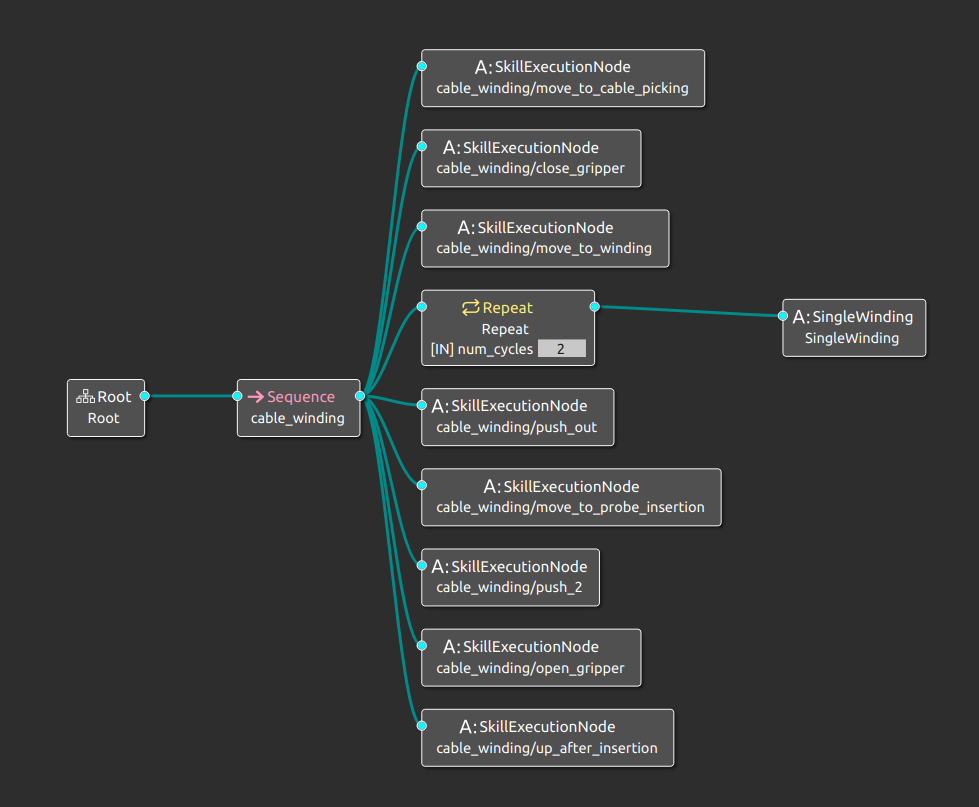 A:SkillExecutionNode
cable_winding/move_to_cable_picking
A:SkillExecutionNode
cable_winding/close_gripper
A:SkillExecutionNode
cable_winding/move_to_winding
Repeat
Repeat
[IN] num_cycles 2
A:SingleWinding
SingleWinding
Root
Root
Sequence
cable_winding
A:SkillExecutionNode
cable_winding/push_out
A:SkillExecutionNode
cable_winding/move_to_probe_insertion
A:SkillExecutionNode
cable_winding/push_2
A:SkillExecutionNode
cable_winding/open_gripper
A:SkillExecutionNode
cable_winding/up_after_insertion